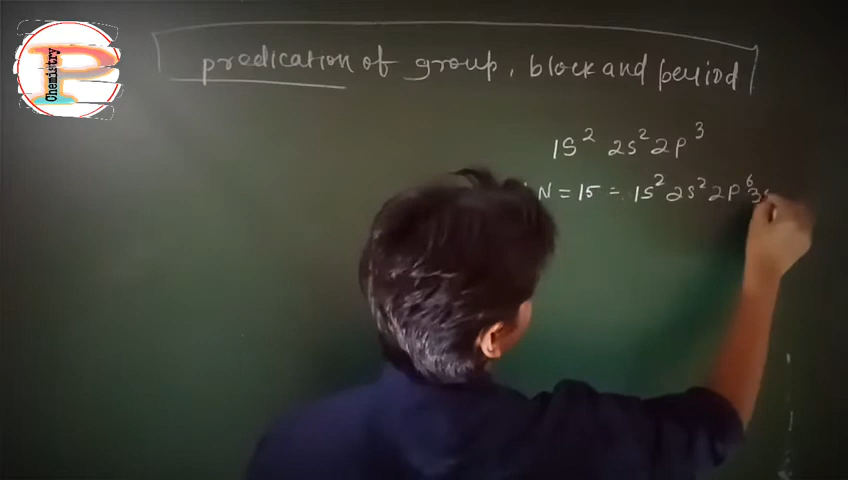 P
Chemistry
predication of group, block and period
1S² 2s² 2p³
N = 15 = 1s² 2s² 2p⁶ 3s